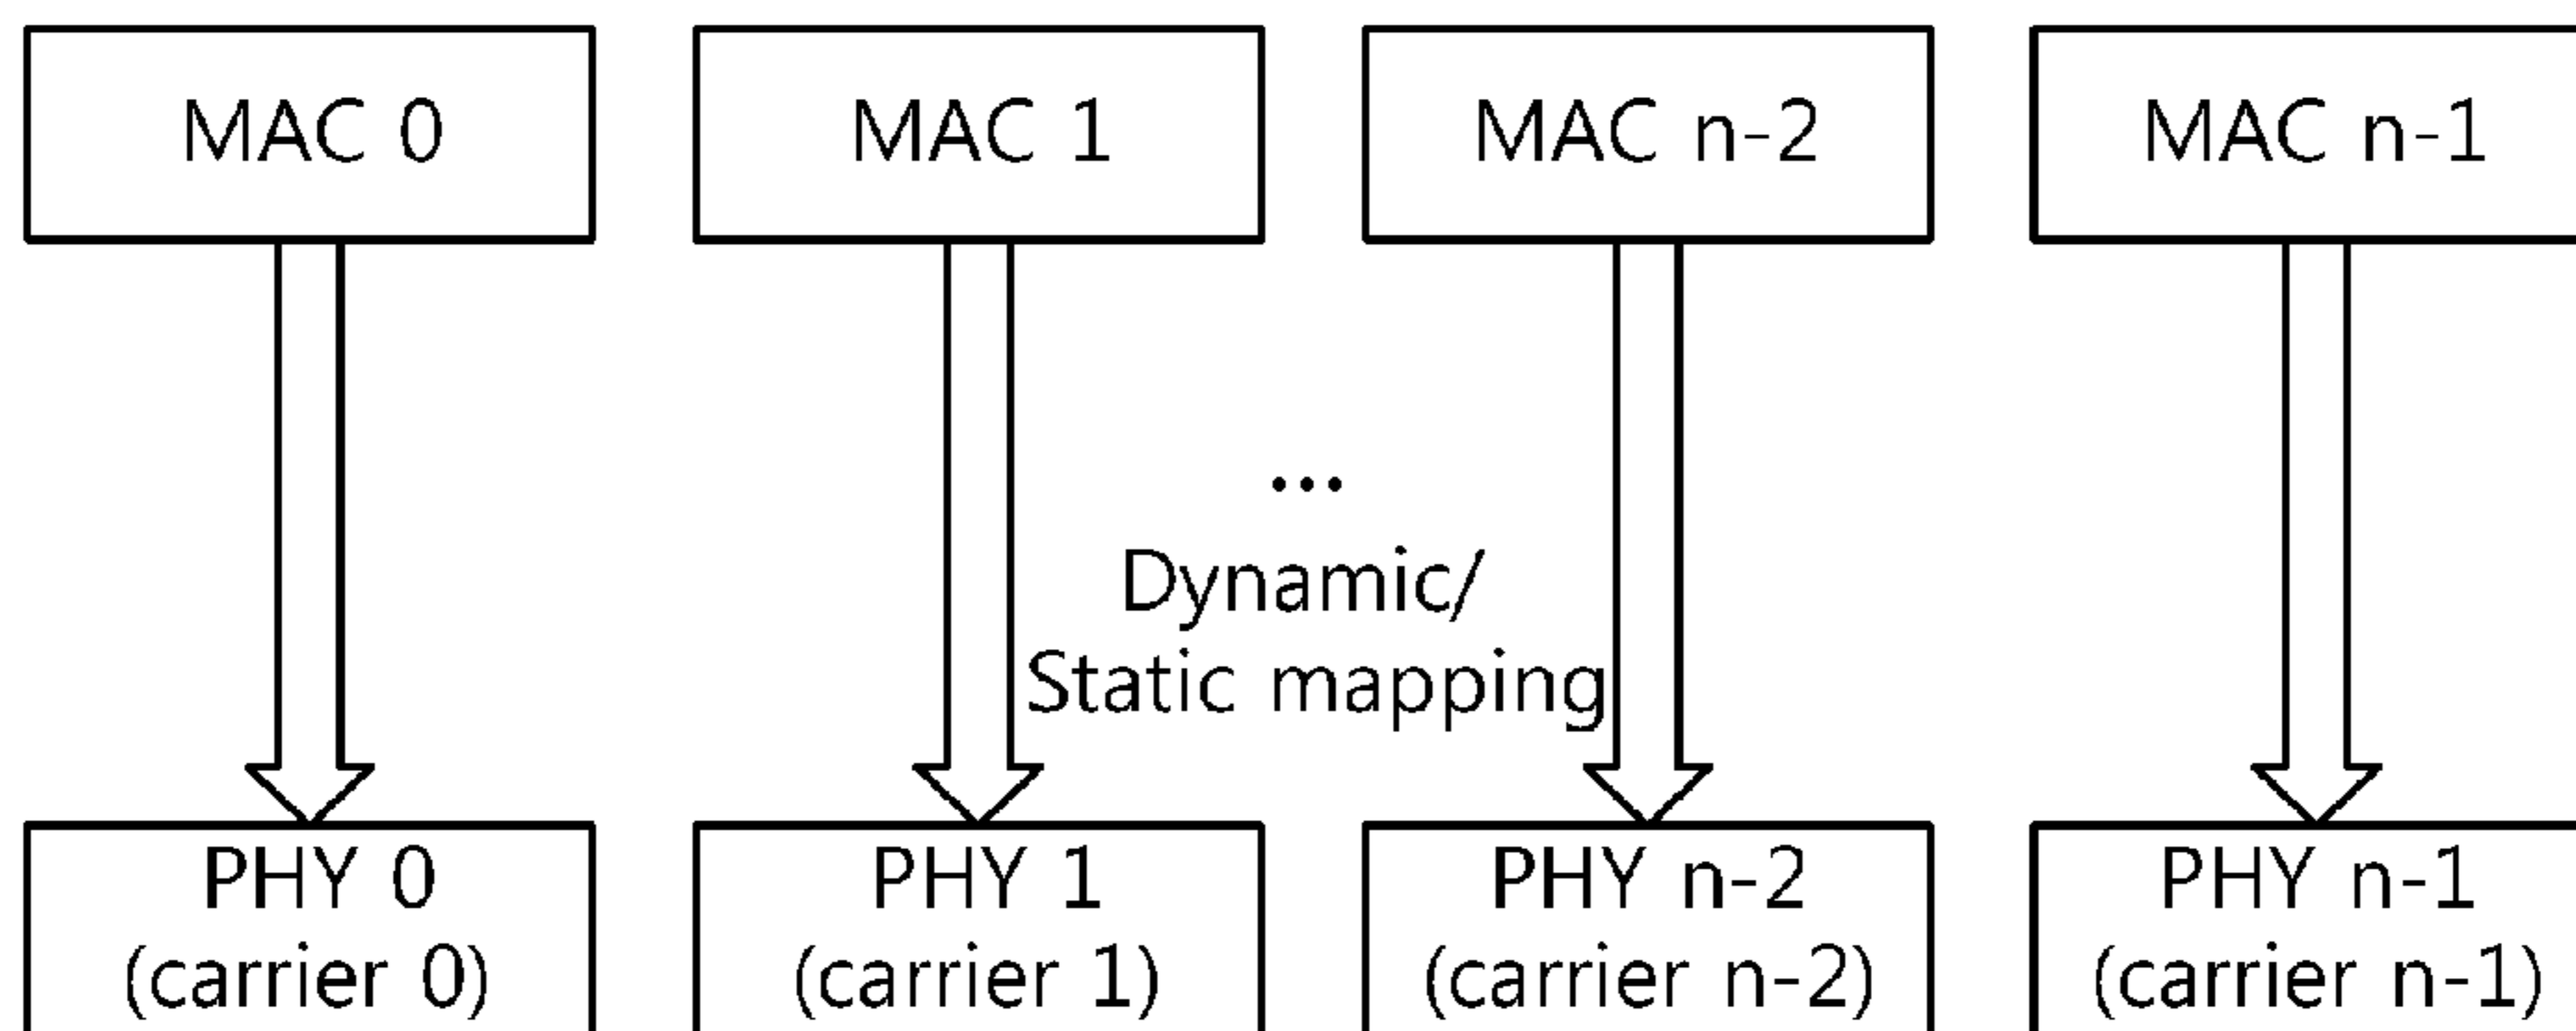 MAC 0
MAC 1
MAC n-2
MAC n-1
...
Dynamic/
Static mapping
PHY 0
(carrier 0)
PHY 1
(carrier 1)
PHY n-2
(carrier n-2)
PHY n-1
(carrier n-1)